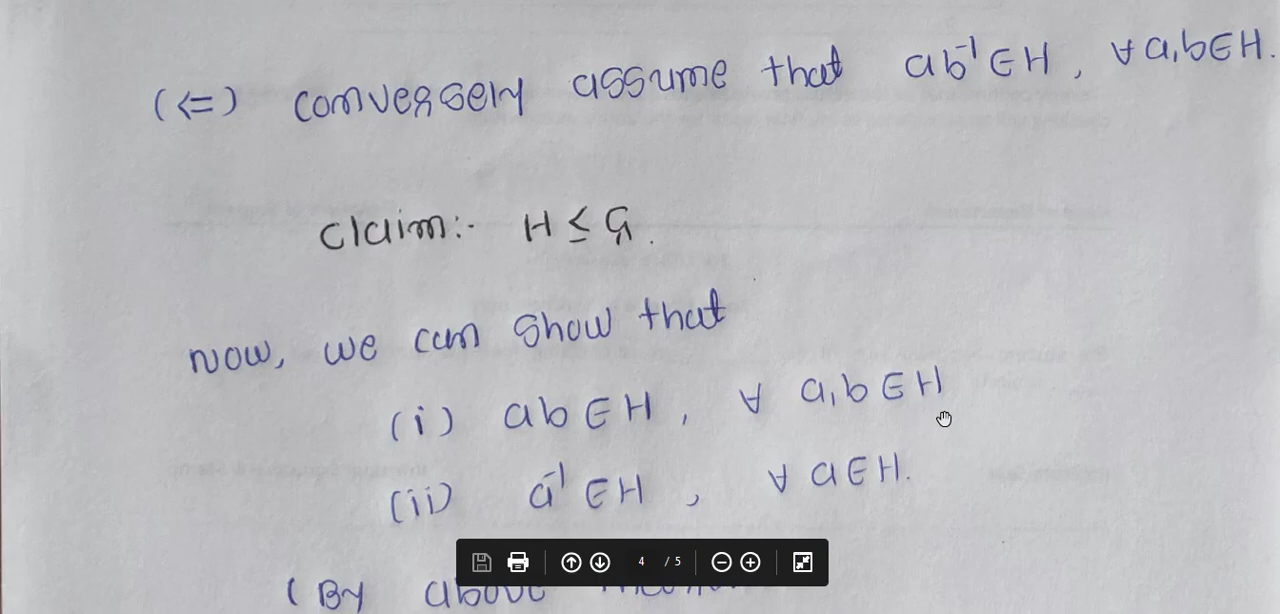 (<=) conversely assume that ab⁻¹∈H, ∀a,b∈H.
Claim:- H ≤ G.
now, we can show that
(i) ab∈H, ∀ a,b∈H
(ii) a⁻¹∈H, ∀ a∈H.
4 / 5
(By above